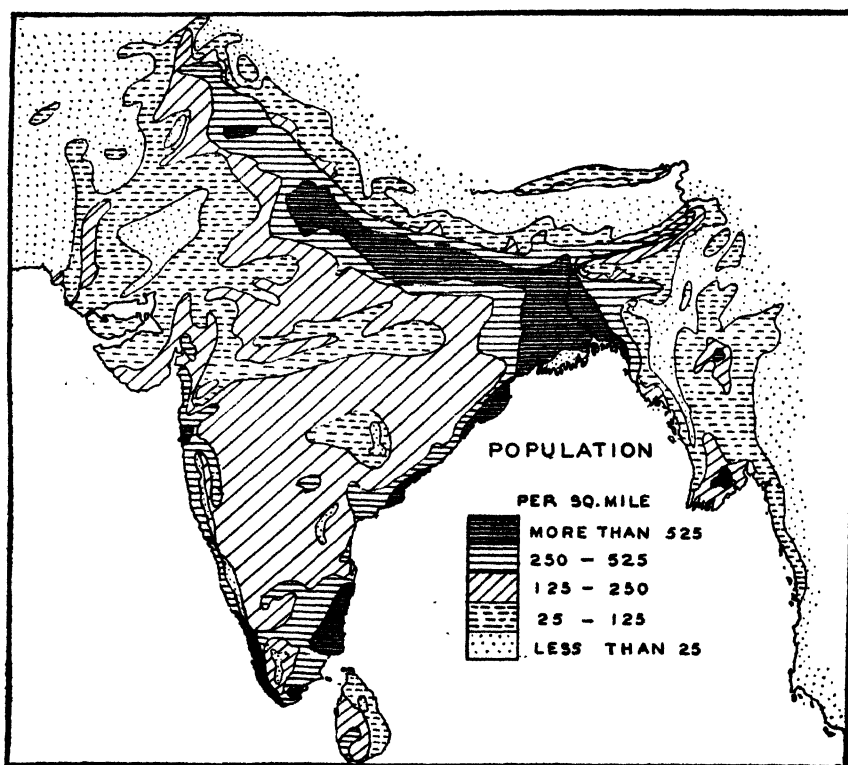 POPULATION
PER SQ. MILE
MORE THAN 525
250 – 525
125 – 250
25 – 125
LESS THAN 25